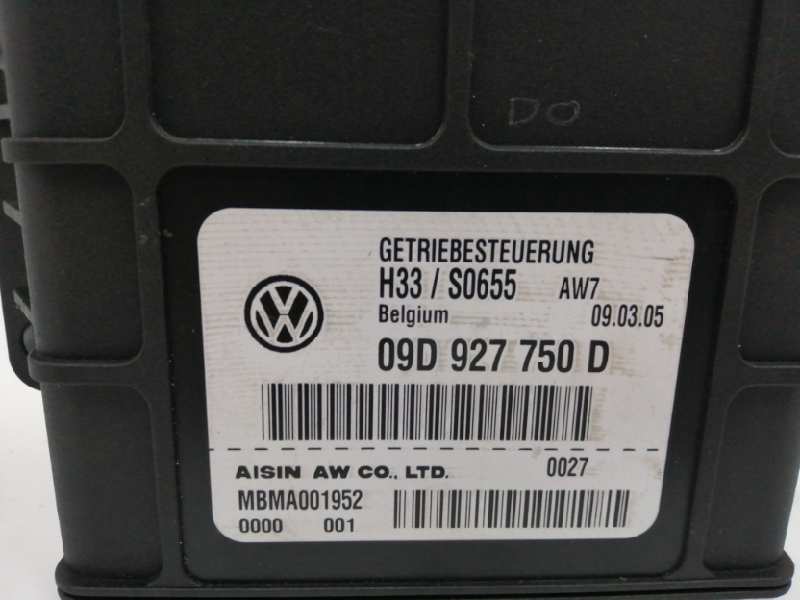 DO
GETRIEBESTEUERUNG
H33 / S0655 AW7
Belgium 09.03.05
09D 927 750 D
AISIN AW CO., LTD. 0027
MBMA001952
0000 001